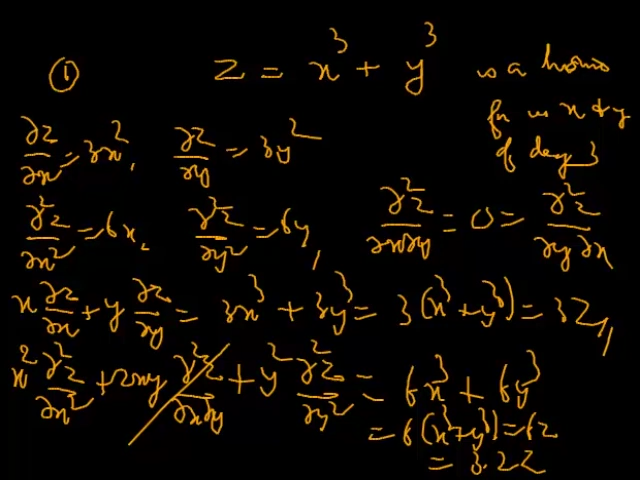 ① z = x³ + y³ is a homo
fn in x & y
of deg 3
∂z/∂x = 3x², ∂z/∂y = 3y²
∂²z/∂x² = 6x, ∂²z/∂y² = 6y, ∂²z/∂x∂y = 0 = ∂²z/∂y∂x
x ∂z/∂x + y ∂z/∂y = 3x³ + 3y³ = 3(x³ + y³) = 3z //
x² ∂²z/∂x² + 2xy ∂²z/∂x∂y + y² ∂²z/∂y² = 6x³ + 6y³
= 6(x³ + y³) = 6z
= 3.2z